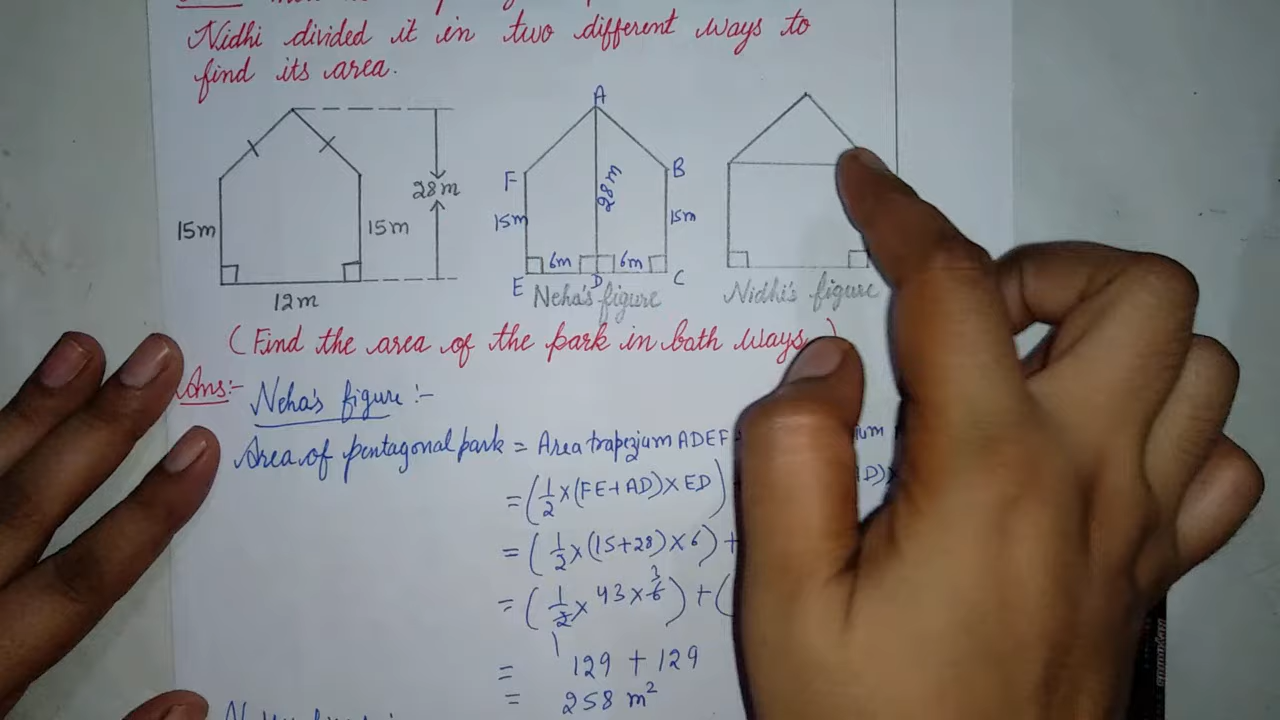 Nidhi divided it in two different ways to
find its area.
A
28m
F
28m
B
15m
15m
15m
15m
6m
6m
12m
E
D
C
Neha's figure
Nidhi's figure
(Find the area of the park in both ways.)
Ans:-
Neha's figure :-
Area of pentagonal park = Area trapezium ADEF
= (1/2 × (FE+AD) × ED)
= (1/2 × (15+28) × 6) +
= (1/2 × 43 × 6) + (
3
1
= 129 + 129
= 258 m²